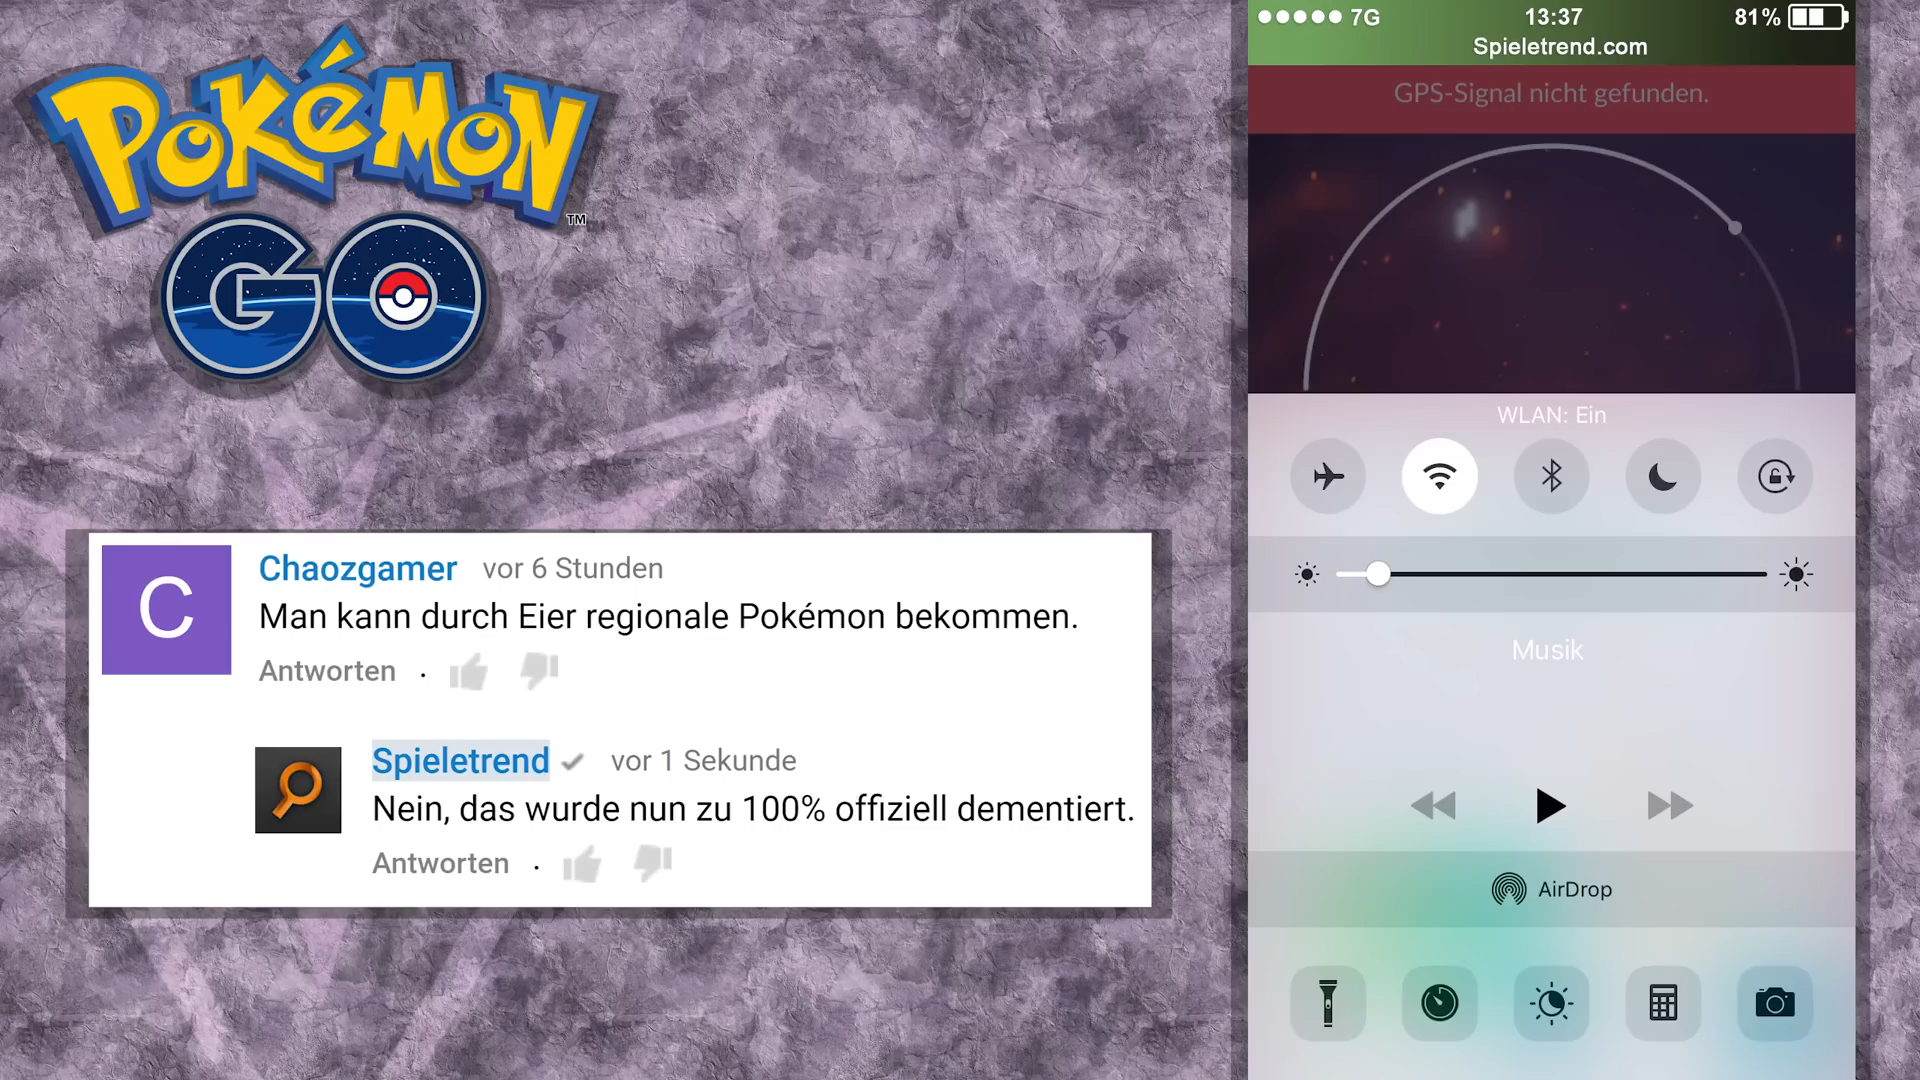 POKÉMON
™
GO
7G 13:37 81%
Spieletrend.com
GPS-Signal nicht gefunden.
WLAN: Ein
Musik
AirDrop
C
Chaozgamer vor 6 Stunden
Man kann durch Eier regionale Pokémon bekommen.
Antworten ·
Spieletrend vor 1 Sekunde
Nein, das wurde nun zu 100% offiziell dementiert.
Antworten ·